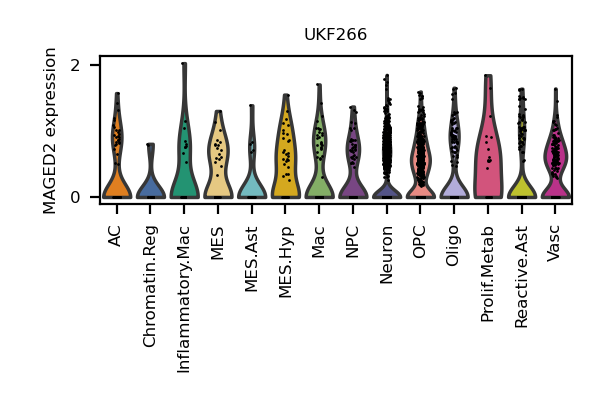 UKF266
MAGED2 expression
2
0
AC
Chromatin.Reg
Inflammatory.Mac
MES
MES.Ast
MES.Hyp
Mac
NPC
Neuron
OPC
Oligo
Prolif.Metab
Reactive.Ast
Vasc